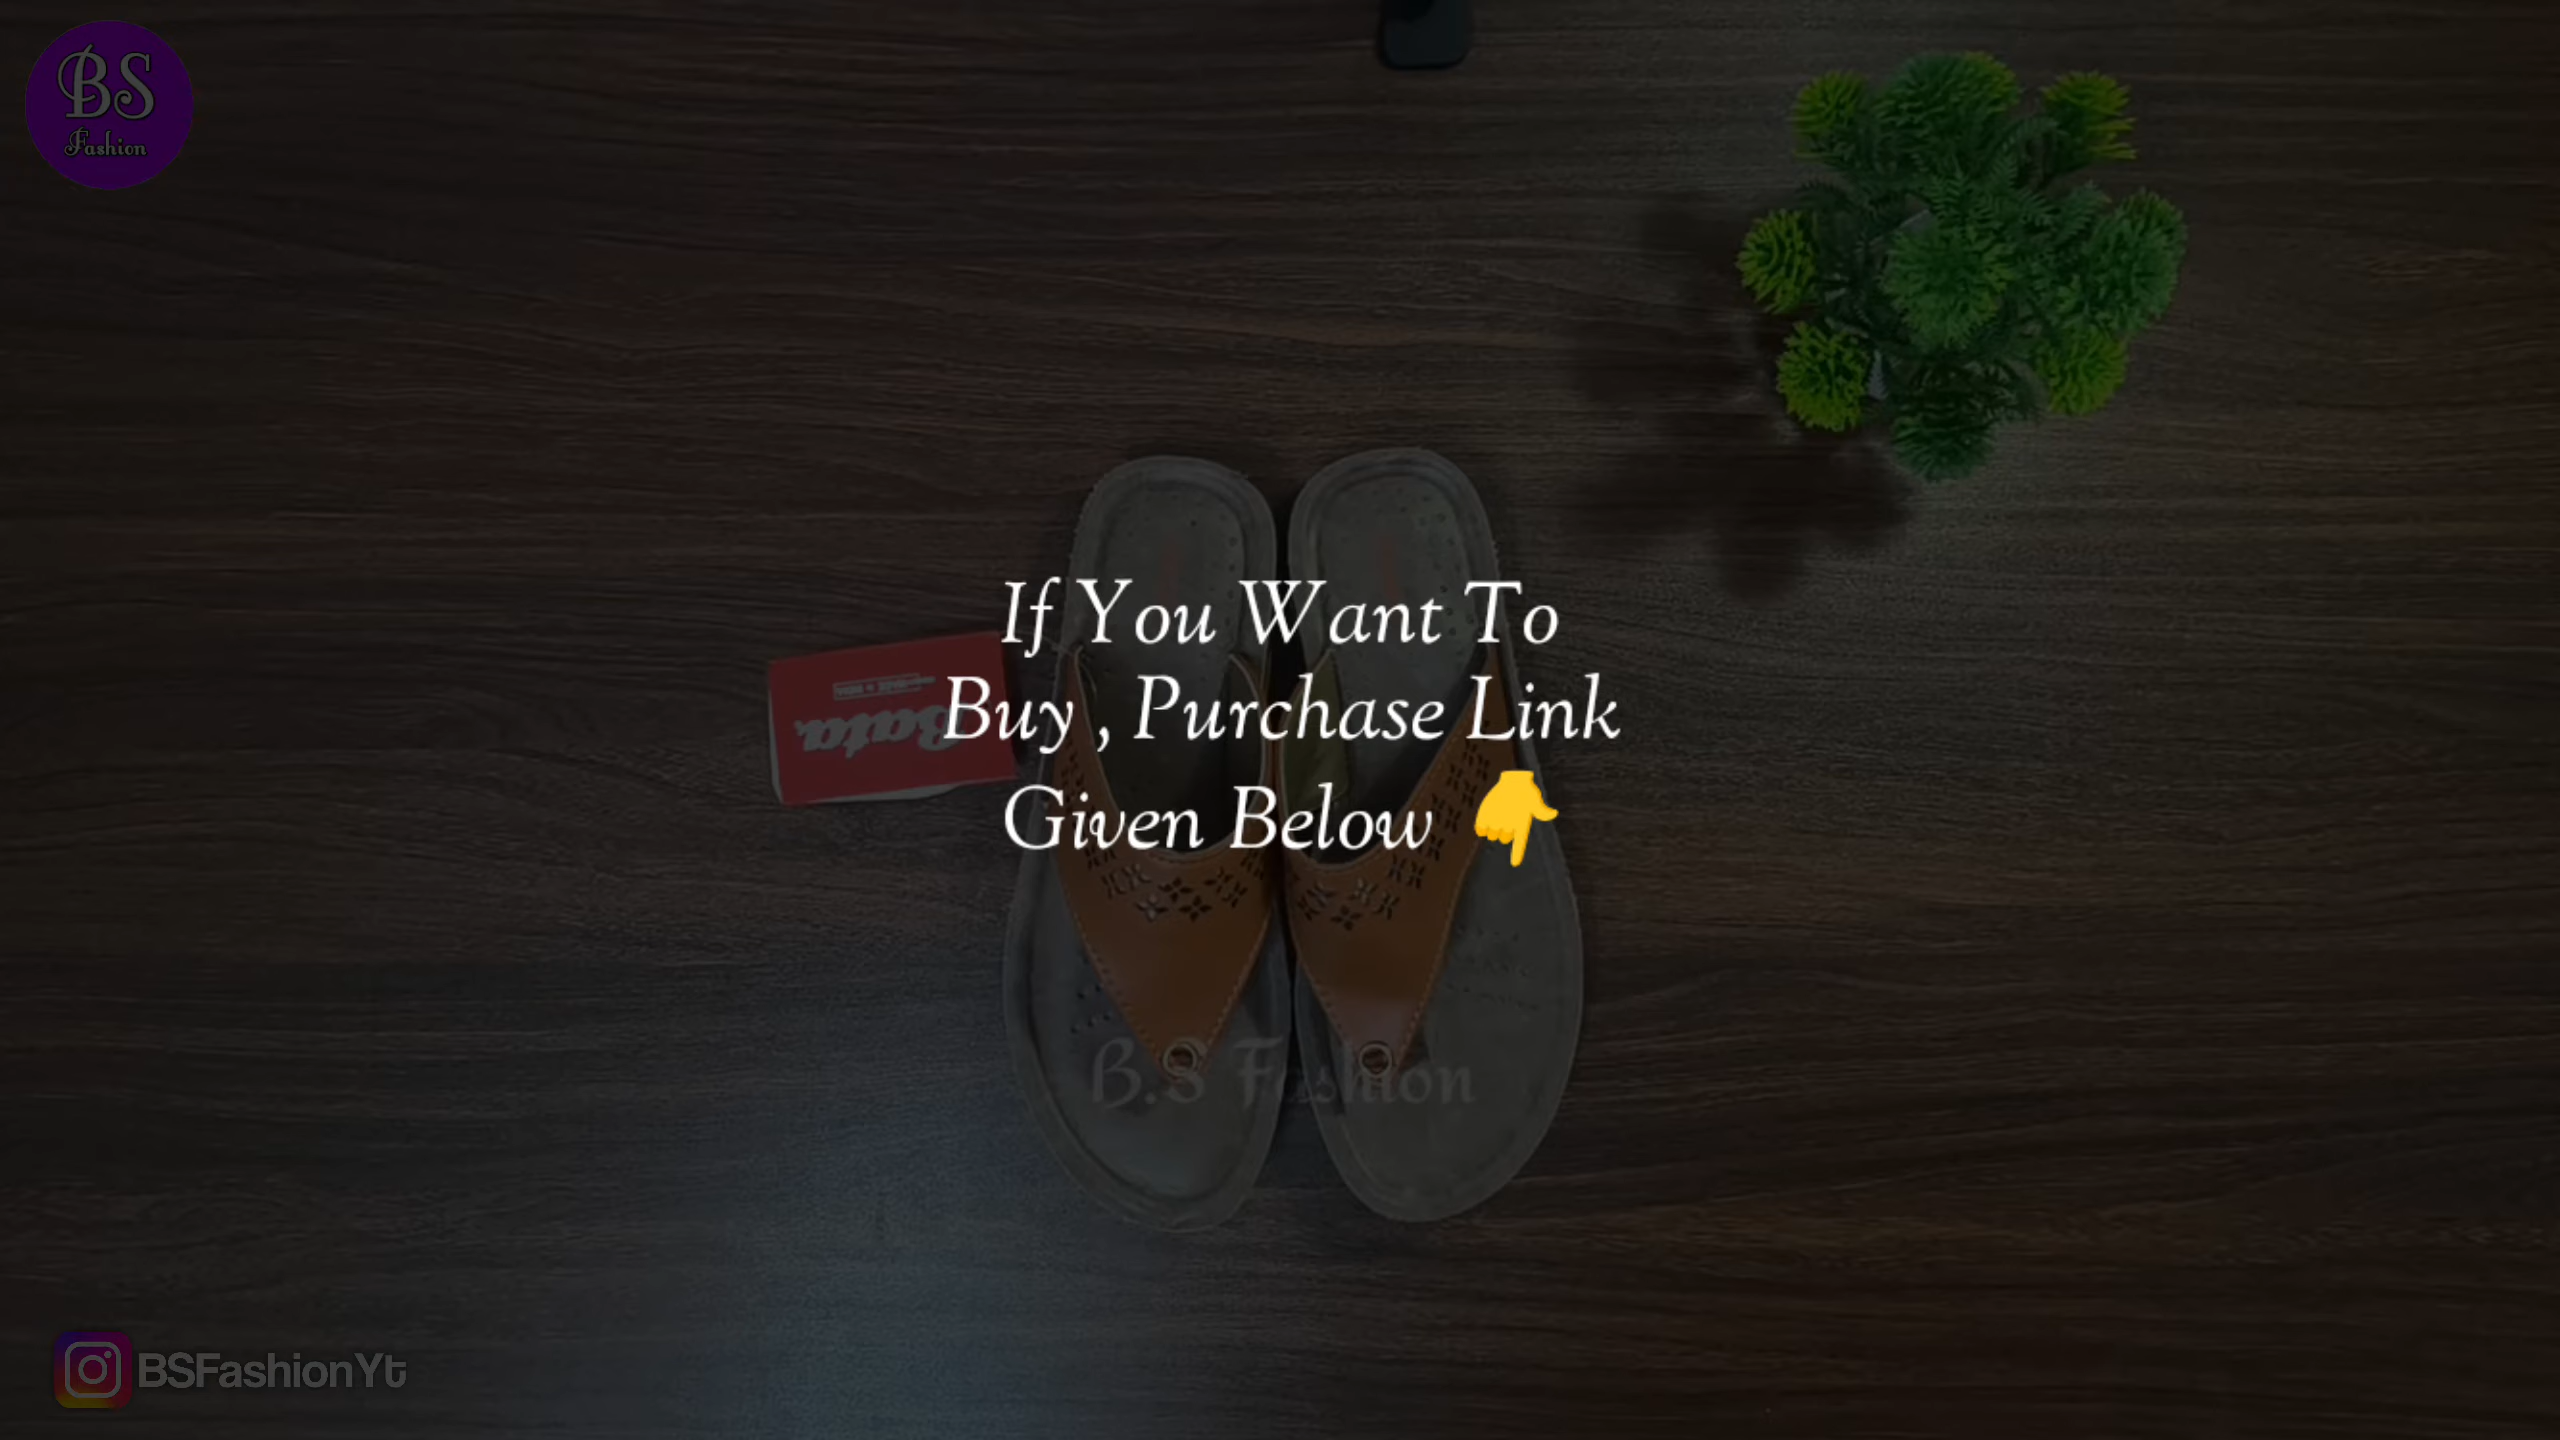 BS
Fashion
If You Want To
Buy , Purchase Link
Given Below 👇
Bata
B.S Fashion
BSFashionYt